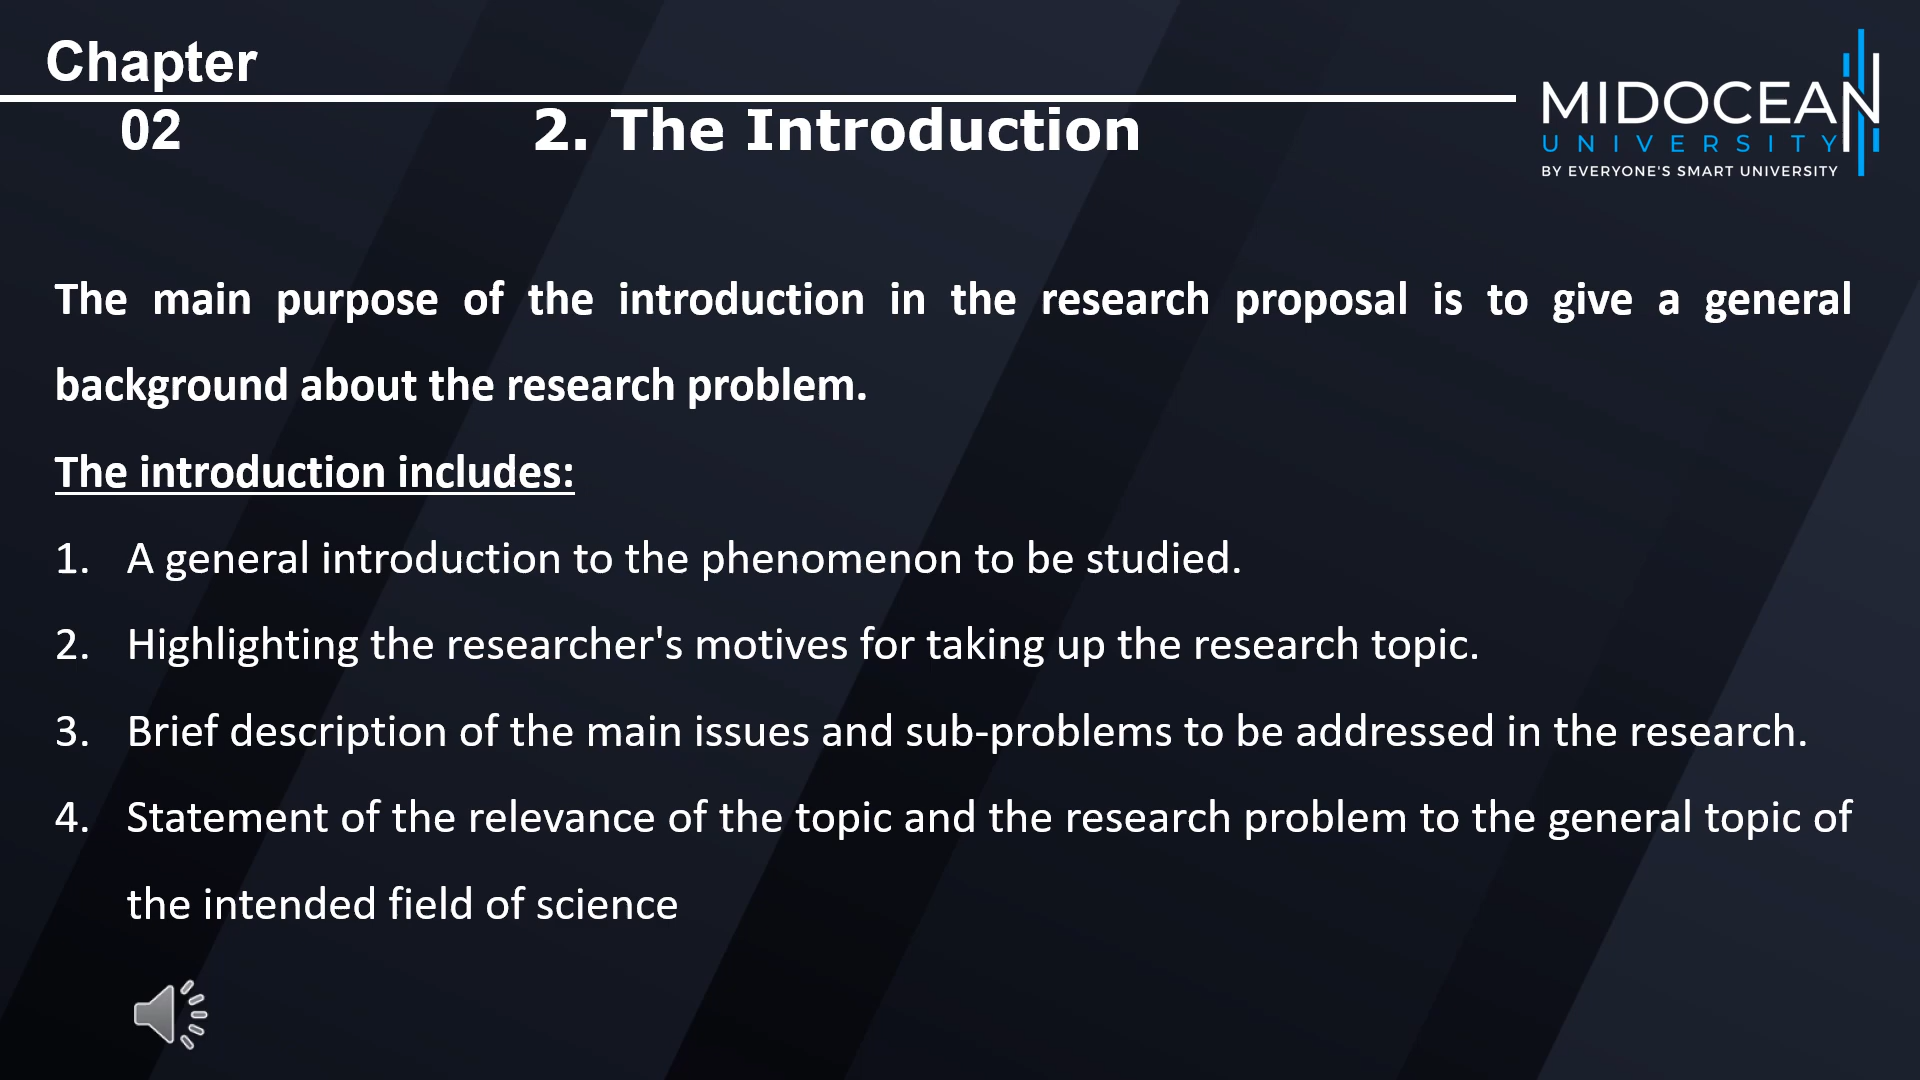 Chapter
02
2. The Introduction
MIDOCEAN
UNIVERSITY
BY EVERYONE'S SMART UNIVERSITY
The main purpose of the introduction in the research proposal is to give a general
background about the research problem.
The introduction includes:
1. A general introduction to the phenomenon to be studied.
2. Highlighting the researcher's motives for taking up the research topic.
3. Brief description of the main issues and sub-problems to be addressed in the research.
4. Statement of the relevance of the topic and the research problem to the general topic of
the intended field of science